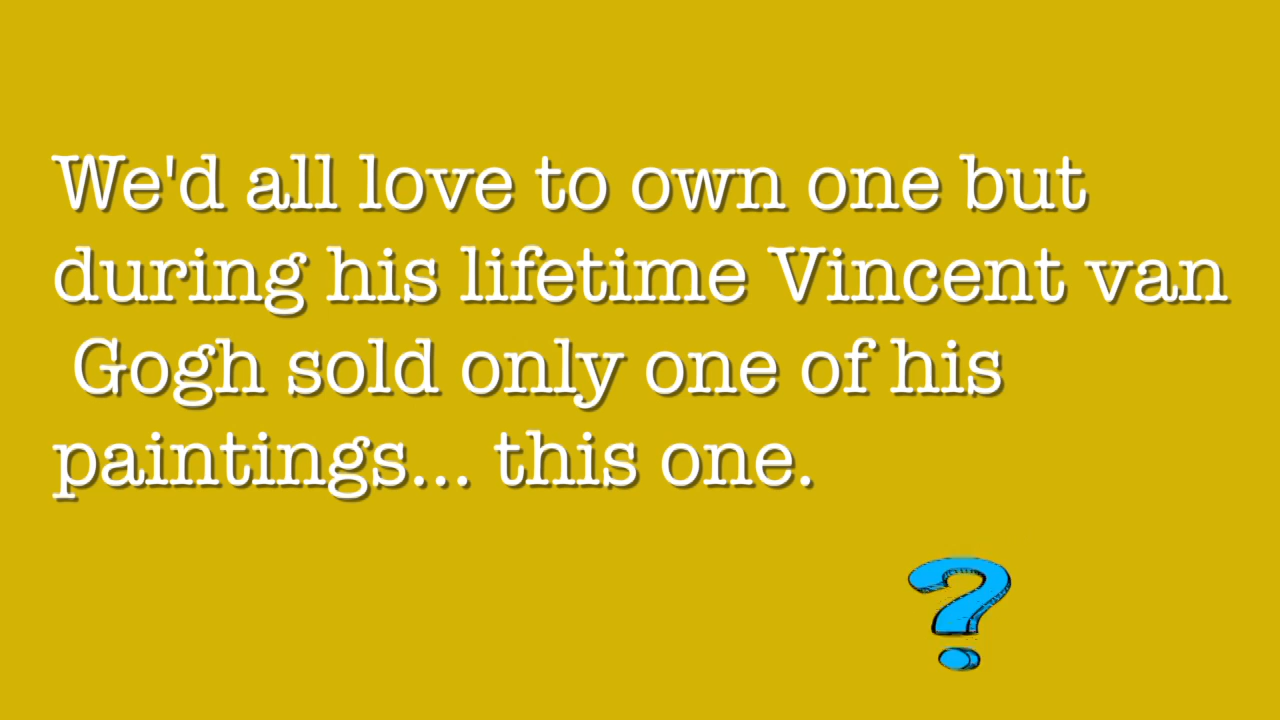 We'd all love to own one but
during his lifetime Vincent van
Gogh sold only one of his
paintings... this one.
?